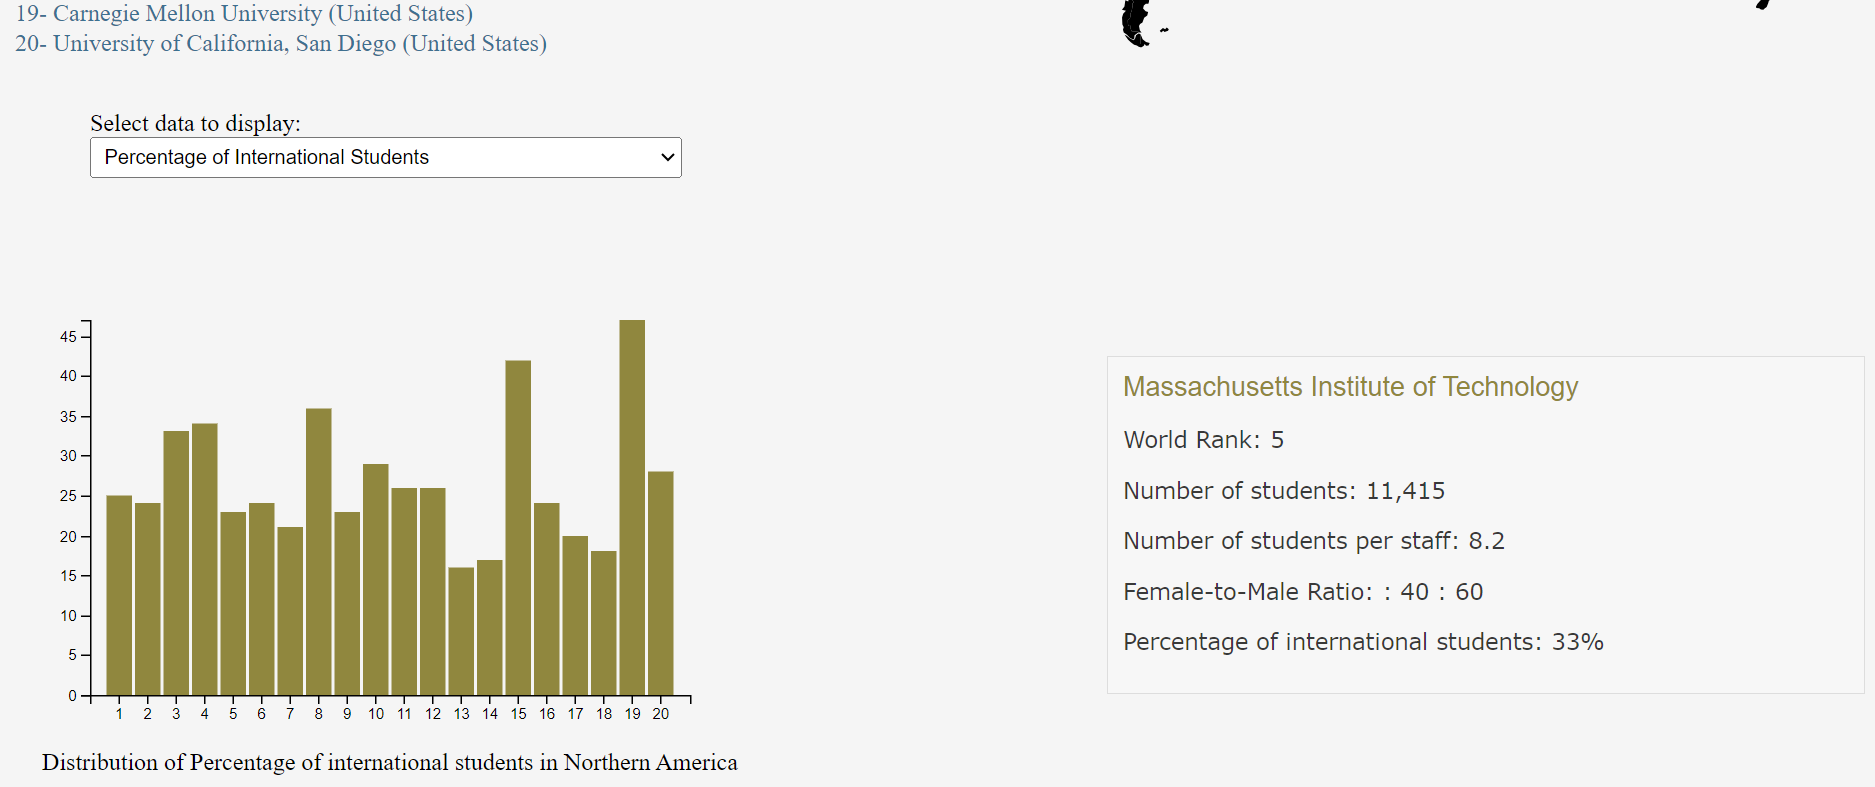 19- Carnegie Mellon University (United States)
20- University of California, San Diego (United States)
Select data to display:
Percentage of International Students
45
40
35
30
25
20
15
10
5
0
1 2 3 4 5 6 7 8 9 10 11 12 13 14 15 16 17 18 19 20
Distribution of Percentage of international students in Northern America
Massachusetts Institute of Technology
World Rank: 5
Number of students: 11,415
Number of students per staff: 8.2
Female-to-Male Ratio: : 40 : 60
Percentage of international students: 33%